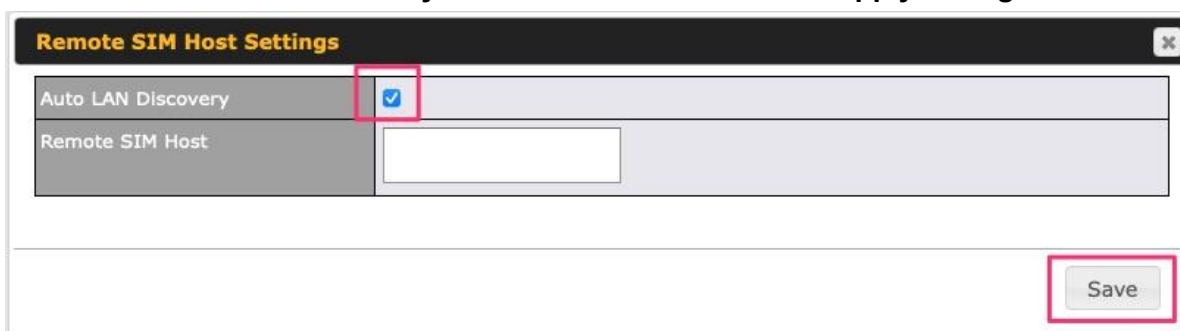 Remote SIM Host Settings
Auto LAN Discovery
Remote SIM Host
Save